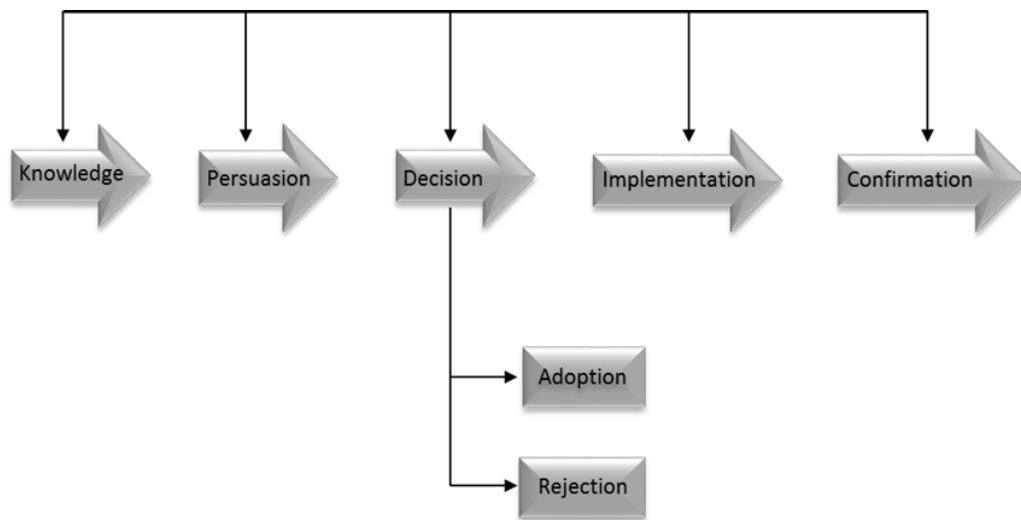 Knowledge
Persuasion
Decision
Implementation
Confirmation
Adoption
Rejection